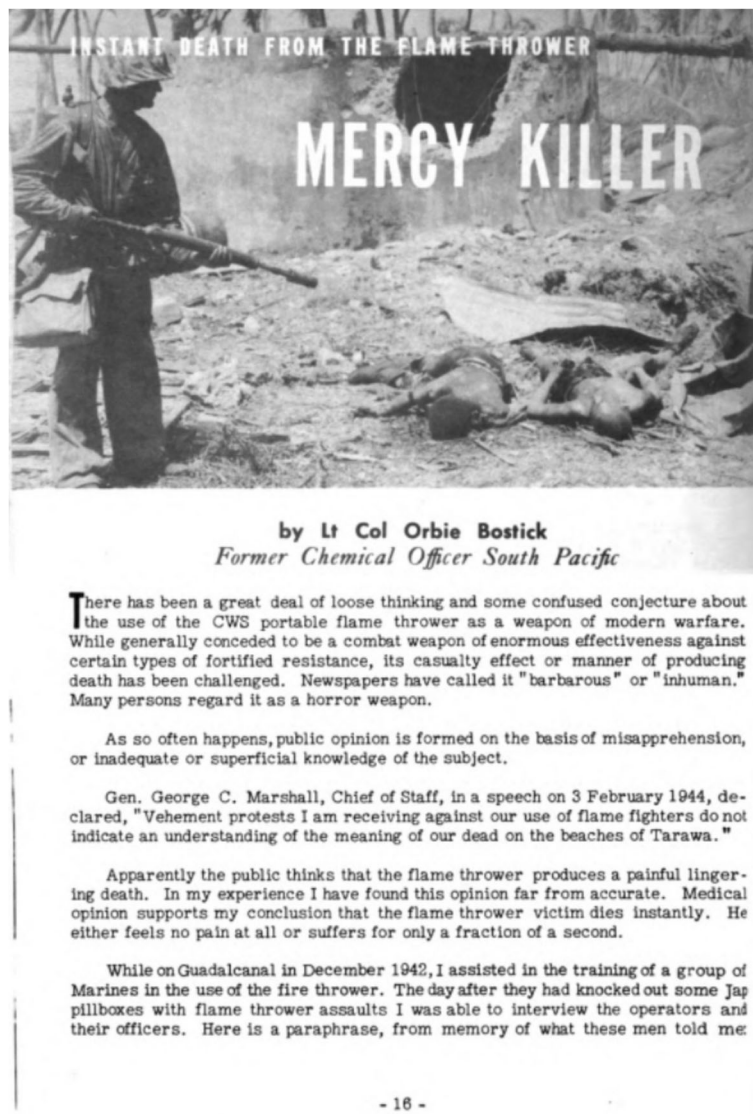 INSTANT DEATH FROM THE FLAME THROWER
MERCY KILLER
by Lt Col Orbie Bostick
Former Chemical Officer South Pacific
There has been a great deal of loose thinking and some confused conjecture about
the use of the CWS portable flame thrower as a weapon of modern warfare.
While generally conceded to be a combat weapon of enormous effectiveness against
certain types of fortified resistance, its casualty effect or manner of producing
death has been challenged. Newspapers have called it "barbarous" or "inhuman."
Many persons regard it as a horror weapon.
As so often happens, public opinion is formed on the basis of misapprehension,
or inadequate or superficial knowledge of the subject.
Gen. George C. Marshall, Chief of Staff, in a speech on 3 February 1944, de-
clared, "Vehement protests I am receiving against our use of flame fighters do not
indicate an understanding of the meaning of our dead on the beaches of Tarawa."
Apparently the public thinks that the flame thrower produces a painful linger-
ing death. In my experience I have found this opinion far from accurate. Medical
opinion supports my conclusion that the flame thrower victim dies instantly. He
either feels no pain at all or suffers for only a fraction of a second.
While on Guadalcanal in December 1942, I assisted in the training of a group of
Marines in the use of the fire thrower. The day after they had knocked out some Jap
pillboxes with flame thrower assaults I was able to interview the operators and
their officers. Here is a paraphrase, from memory of what these men told me:
- 16 -